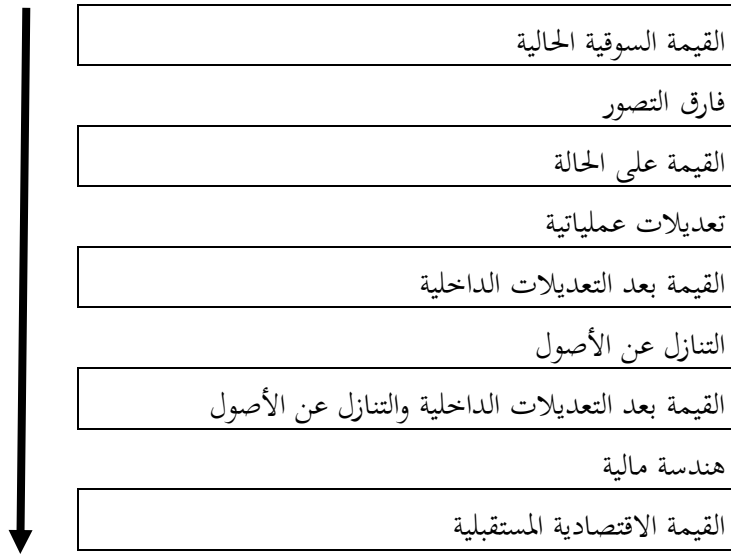 القيمة السوقية الحالية
فارق التصور
القيمة على الحالة
تعديلات عملياتية
القيمة بعد التعديلات الداخلية
التنازل عن الأصول
القيمة بعد التعديلات الداخلية والتنازل عن الأصول
هندسة مالية
القيمة الاقتصادية المستقبلية